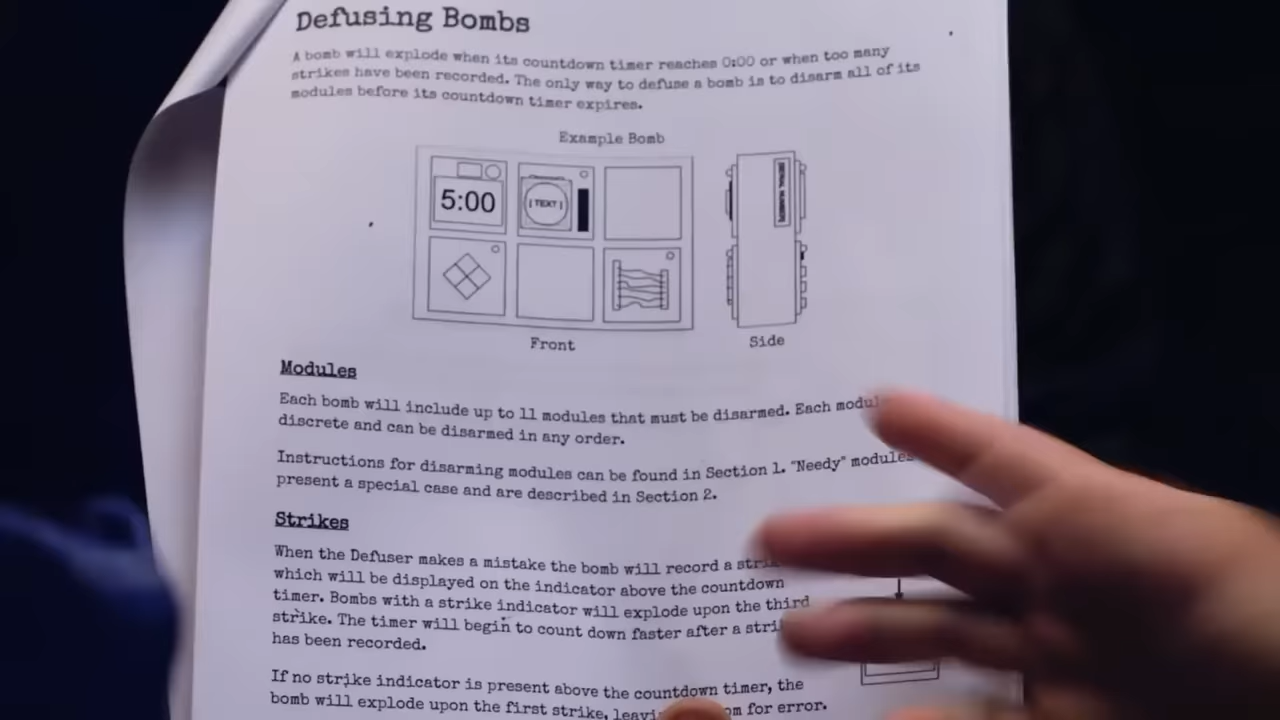 Defusing Bombs
A bomb will explode when its countdown timer reaches 0:00 or when too many
strikes have been recorded. The only way to defuse a bomb is to disarm all of its
modules before its countdown timer expires.
Example Bomb
5:00
[TEXT]
SERIAL NUMBER
Front
Side
Modules
Each bomb will include up to 11 modules that must be disarmed. Each
discrete and can be disarmed in any order.
Instructions for disarming modules can be found in Section 1. "Needy" modules
present a special case and are described in Section 2.
Strikes
When the Defuser makes a mistake the bomb will record a
which will be displayed on the indicator above the countdown
timer. Bombs with a strike indicator will explode upon the third
strike. The timer will begin to count down faster after a
has been recorded.
If no strike indicator is present above the countdown timer, the
bomb will explode upon the first strike, for error.